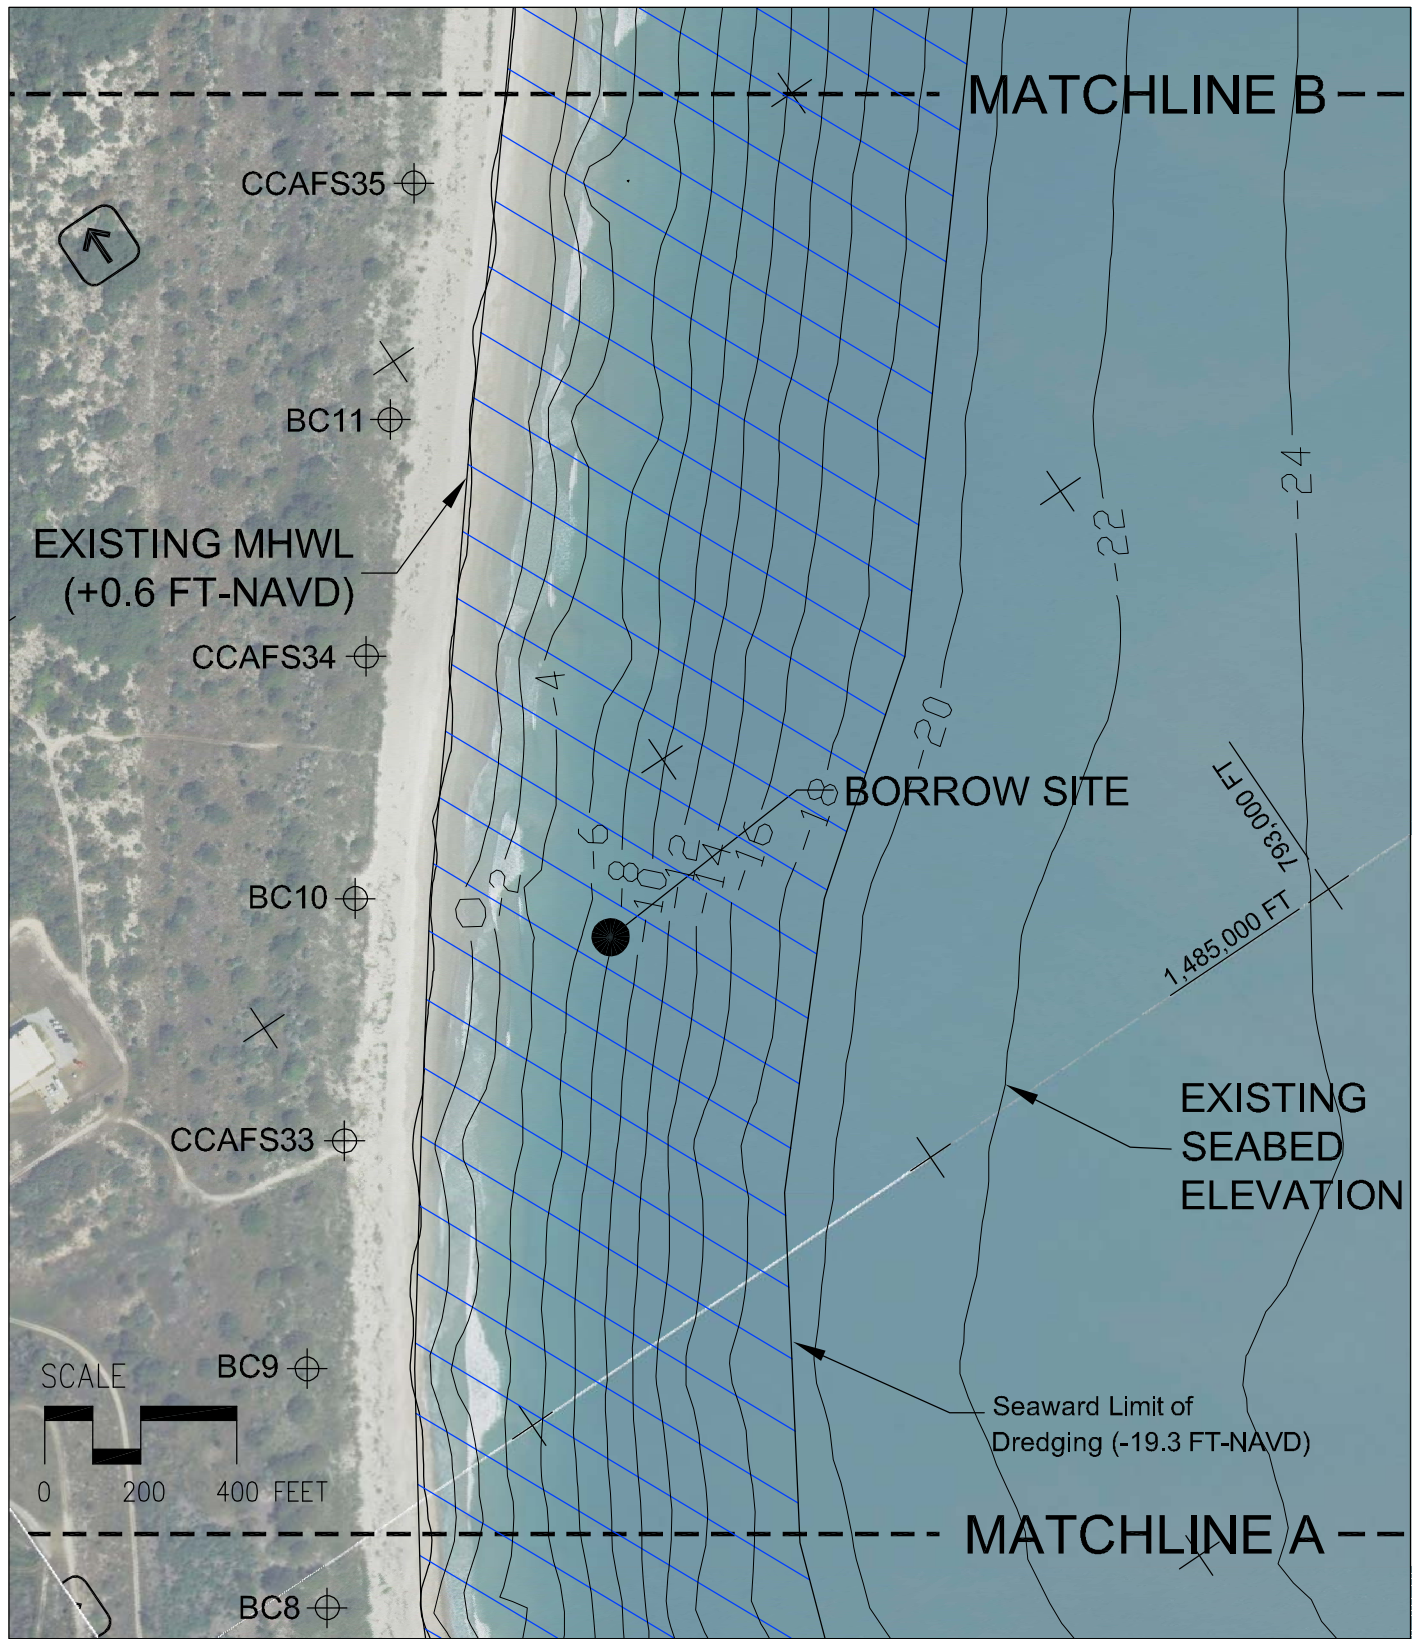 MATCHLINE B
CCAFS35
BC11
-24
-22
EXISTING MHWL
(+0.6 FT-NAVD)
CCAFS34
-4
-20
793,000 FT
BORROW SITE
-18
-16
-14
-12
-10
-8
-6
-2
0
BC10
1,485,000 FT
EXISTING
SEABED
ELEVATION
CCAFS33
BC9
SCALE
0 200 400 FEET
Seaward Limit of
Dredging (-19.3 FT-NAVD)
MATCHLINE A
BC8